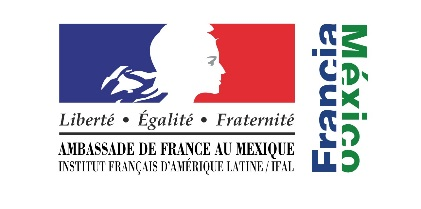 Liberté • Égalité • Fraternité
AMBASSADE DE FRANCE AU MEXIQUE
INSTITUT FRANÇAIS D'AMÉRIQUE LATINE / IFAL
Francia
México